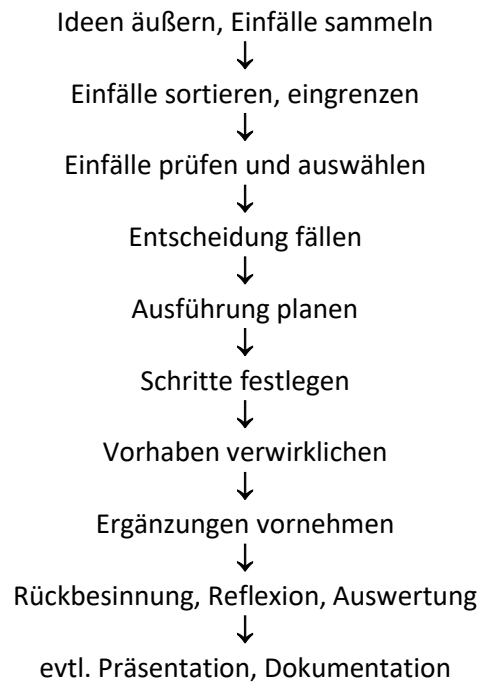 Ideen äußern, Einfälle sammeln
↓
Einfälle sortieren, eingrenzen
↓
Einfälle prüfen und auswählen
↓
Entscheidung fällen
↓
Ausführung planen
↓
Schritte festlegen
↓
Vorhaben verwirklichen
↓
Ergänzungen vornehmen
↓
Rückbesinnung, Reflexion, Auswertung
↓
evtl. Präsentation, Dokumentation